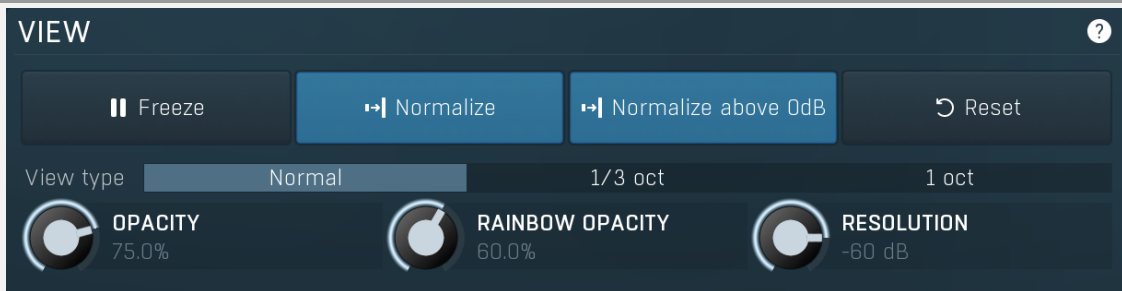 VIEW ?
Freeze Normalize Normalize above 0dB Reset
View type Normal 1/3 oct 1 oct
OPACITY RAINBOW OPACITY RESOLUTION
75.0% 60.0% -60 dB